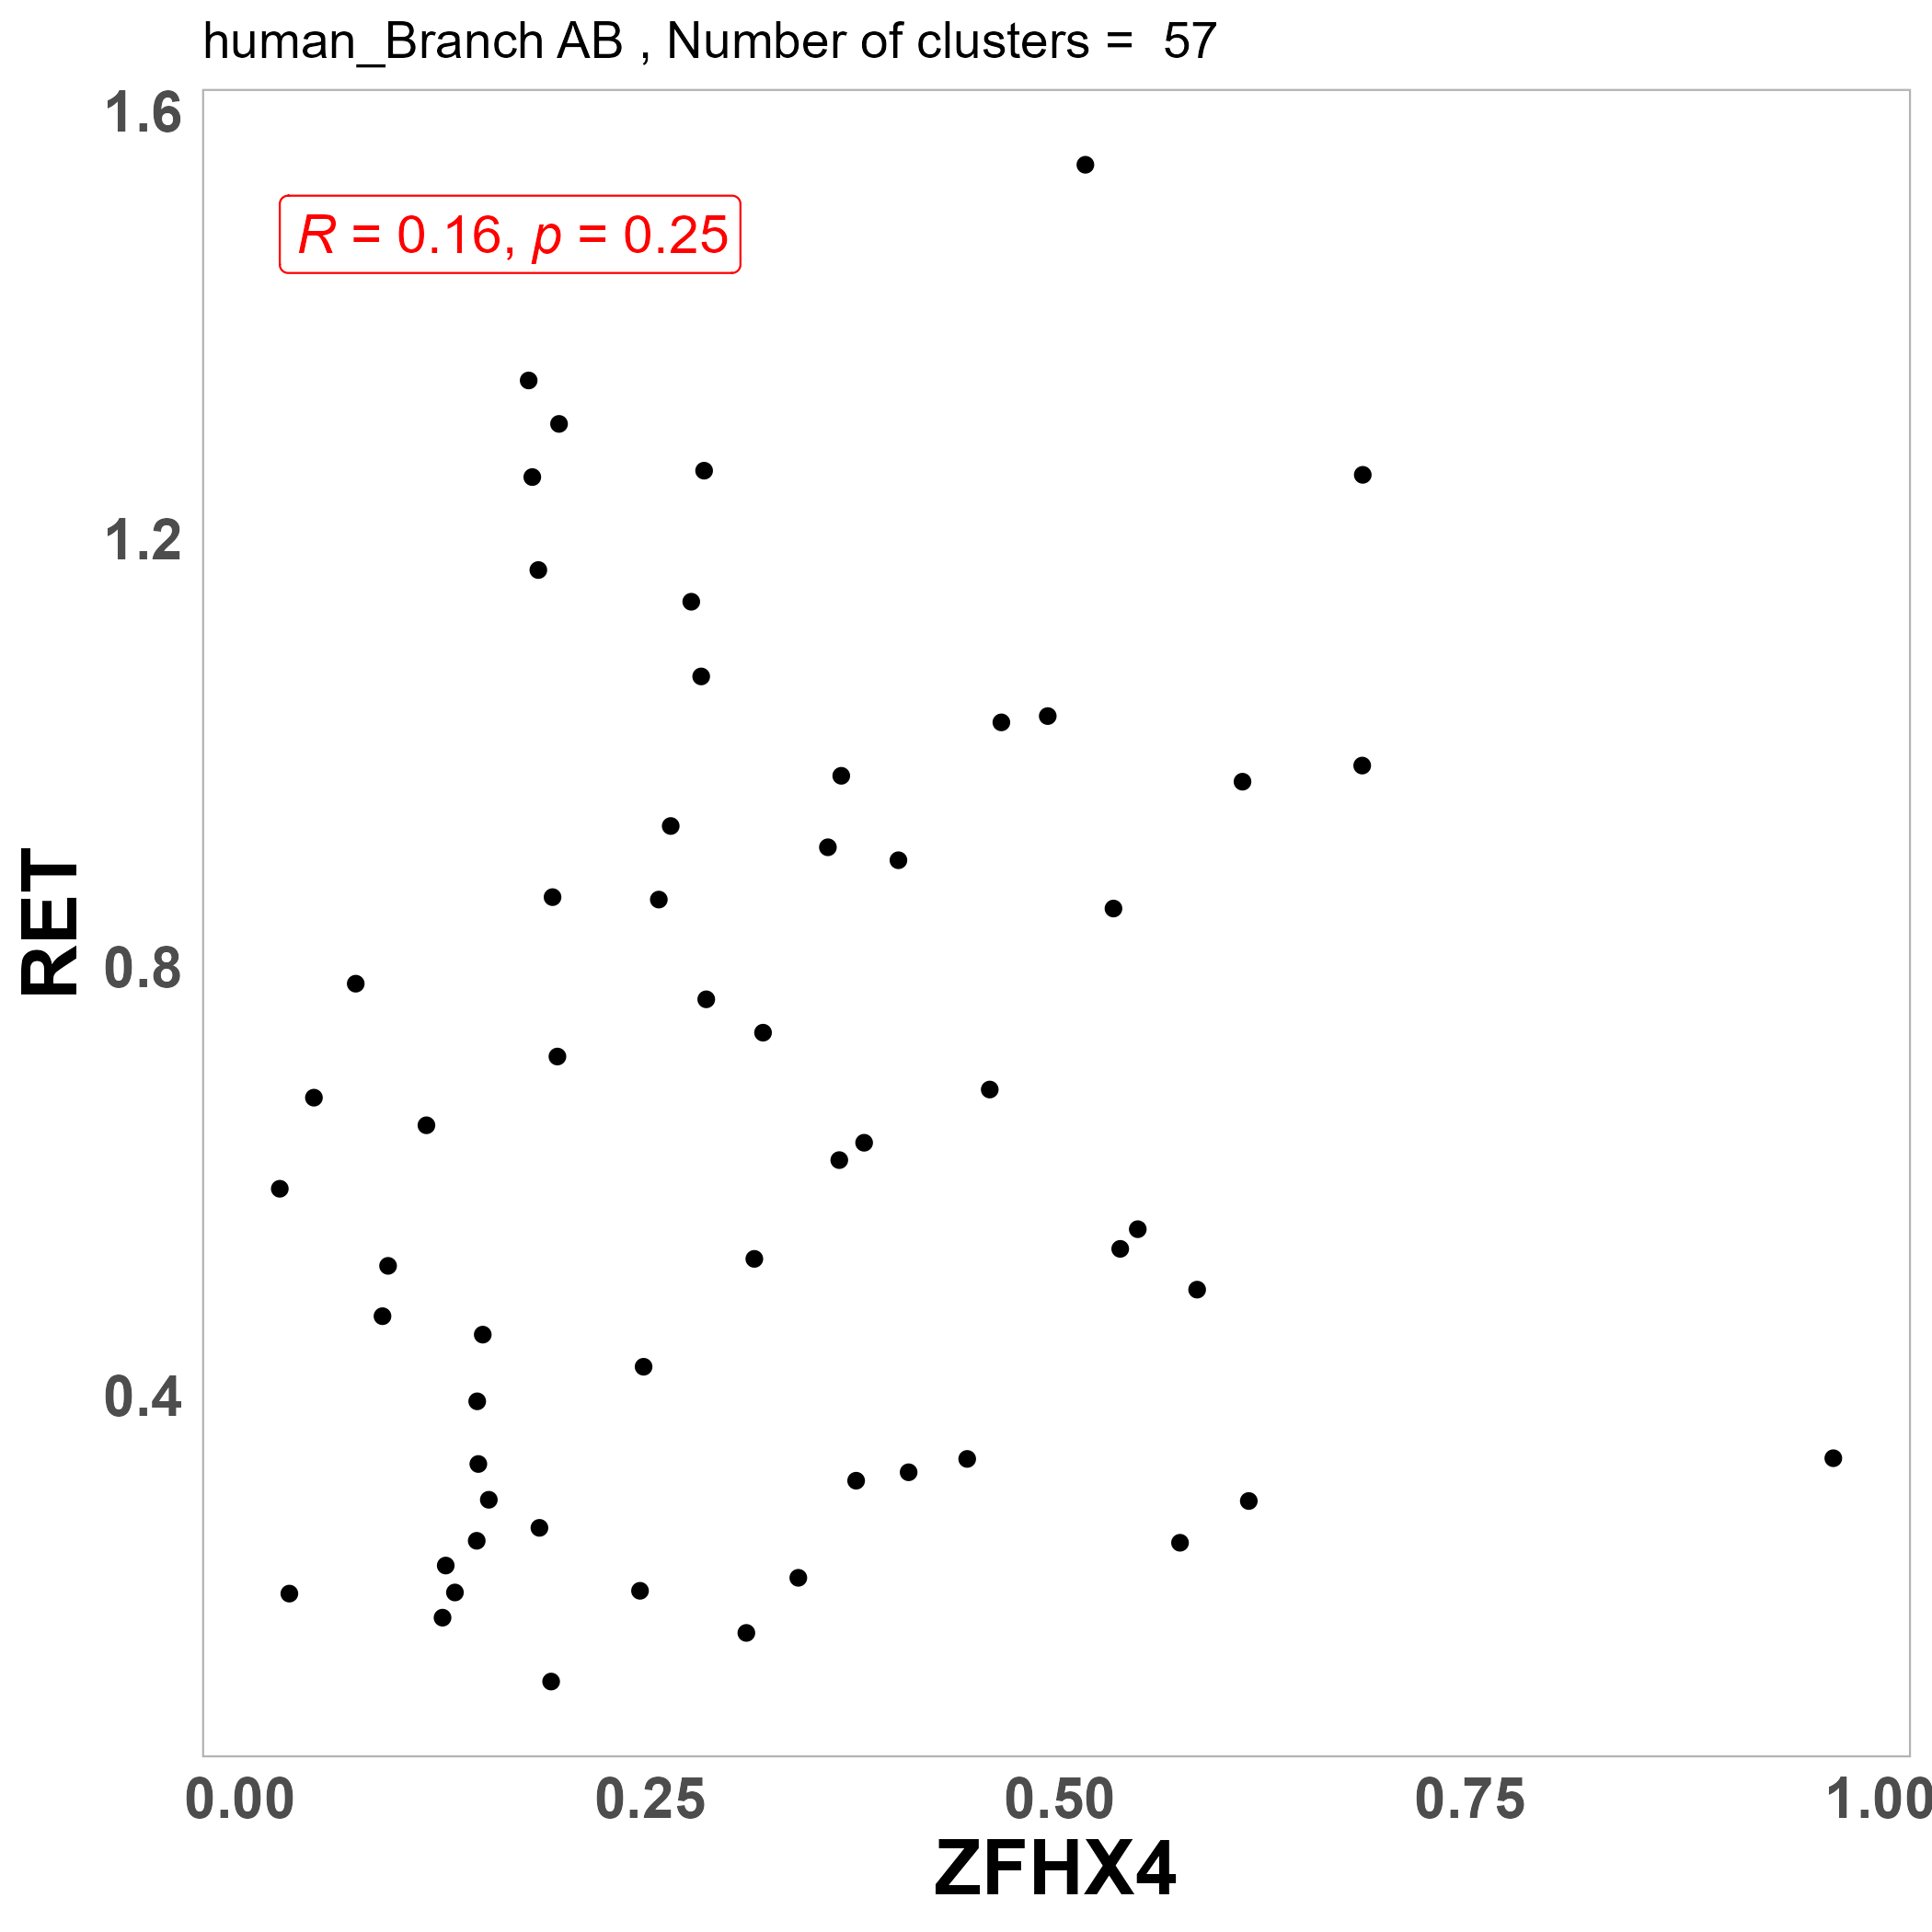 human_Branch AB , Number of clusters =  57
1.6
R = 0.16, p = 0.25
1.2
RET
0.8
0.4
0.00 0.25 0.50 0.75 1.00
ZFHX4